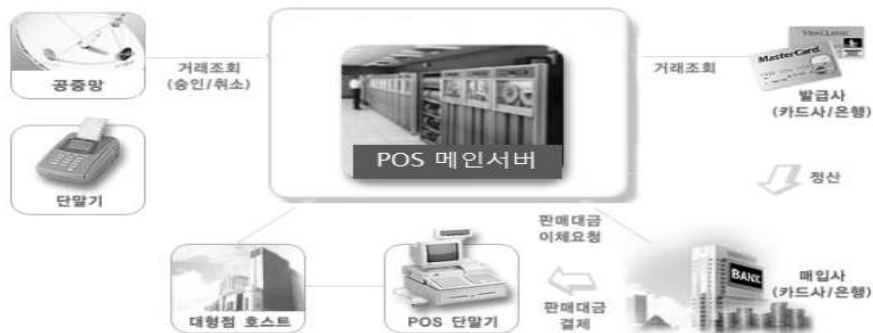 공중망
거래조회
(승인/취소)
POS 메인서버
거래조회
MasterCard
발급사
(카드사/은행)
단말기
정산
판매대금
이체요청
대형점 호스트
POS 단말기
판매대금
결제
BANK
매입사
(카드사/은행)